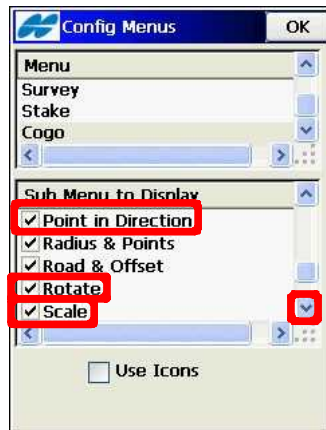 Config Menus
OK
Menu
Survey
Stake
Cogo
Sub Menu to Display
Point in Direction
Radius & Points
Road & Offset
Rotate
Scale
Use Icons